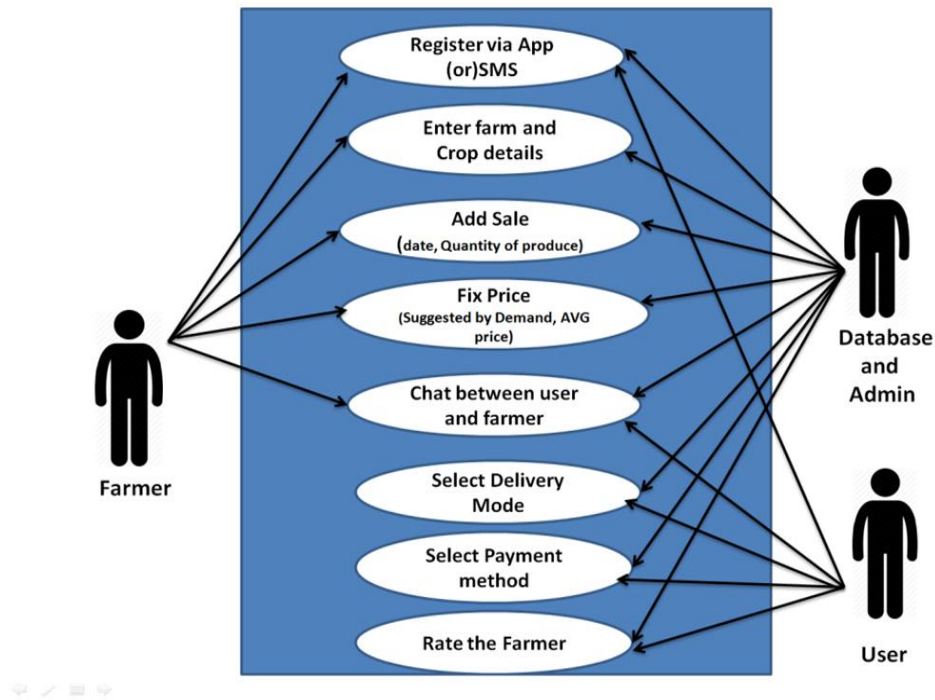 Register via App
(or)SMS
Enter farm and
Crop details
Add Sale
(date, Quantity of produce)
Fix Price
(Suggested by Demand, AVG
price)
Chat between user
and farmer
Select Delivery
Mode
Select Payment
method
Rate the Farmer
Farmer
Database
and
Admin
User